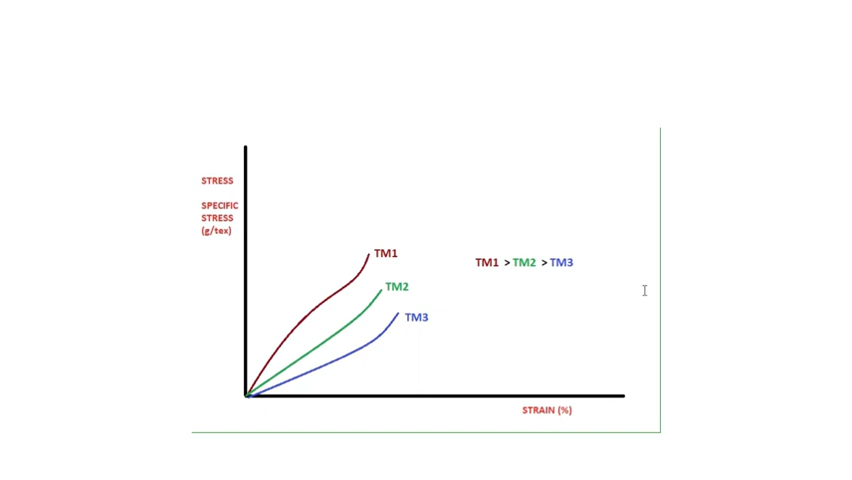 STRESS
SPECIFIC
STRESS
(g/tex)
TM1
TM2
TM3
TM1 > TM2 > TM3
STRAIN (%)